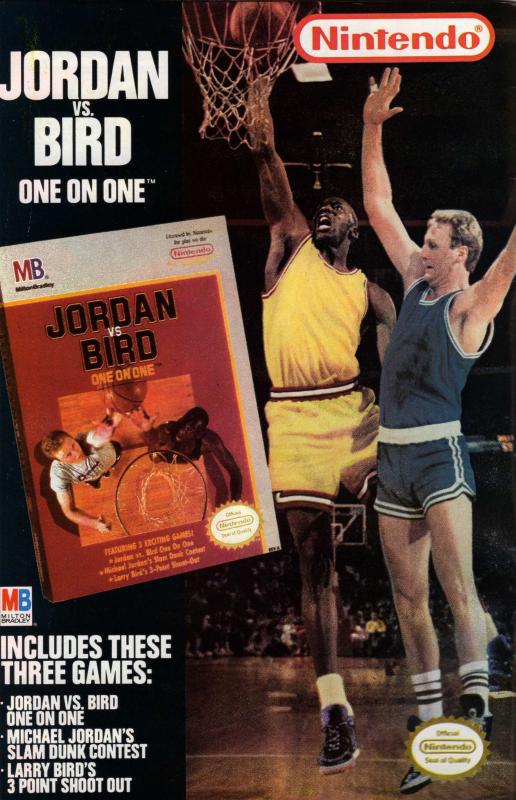 Nintendo®
JORDAN
VS.
BIRD
ONE ON ONE™
MB®
MiltonBradley
Licensed by Nintendo
for play on the
Nintendo
JORDAN
VS
BIRD
ONE ON ONE™
FEATURING 3 EXCITING GAMES!
Jordan vs. Bird One On One
Michael Jordan's Slam Dunk Contest
Larry Bird's 3-Point Shoot-Out
Official
Nintendo
Seal of Quality
REV-A
MB
MILTON
BRADLEY
INCLUDES THESE
THREE GAMES:
· JORDAN VS. BIRD
ONE ON ONE
· MICHAEL JORDAN'S
SLAM DUNK CONTEST
· LARRY BIRD'S
3 POINT SHOOT OUT
Official
Nintendo
Seal of Quality